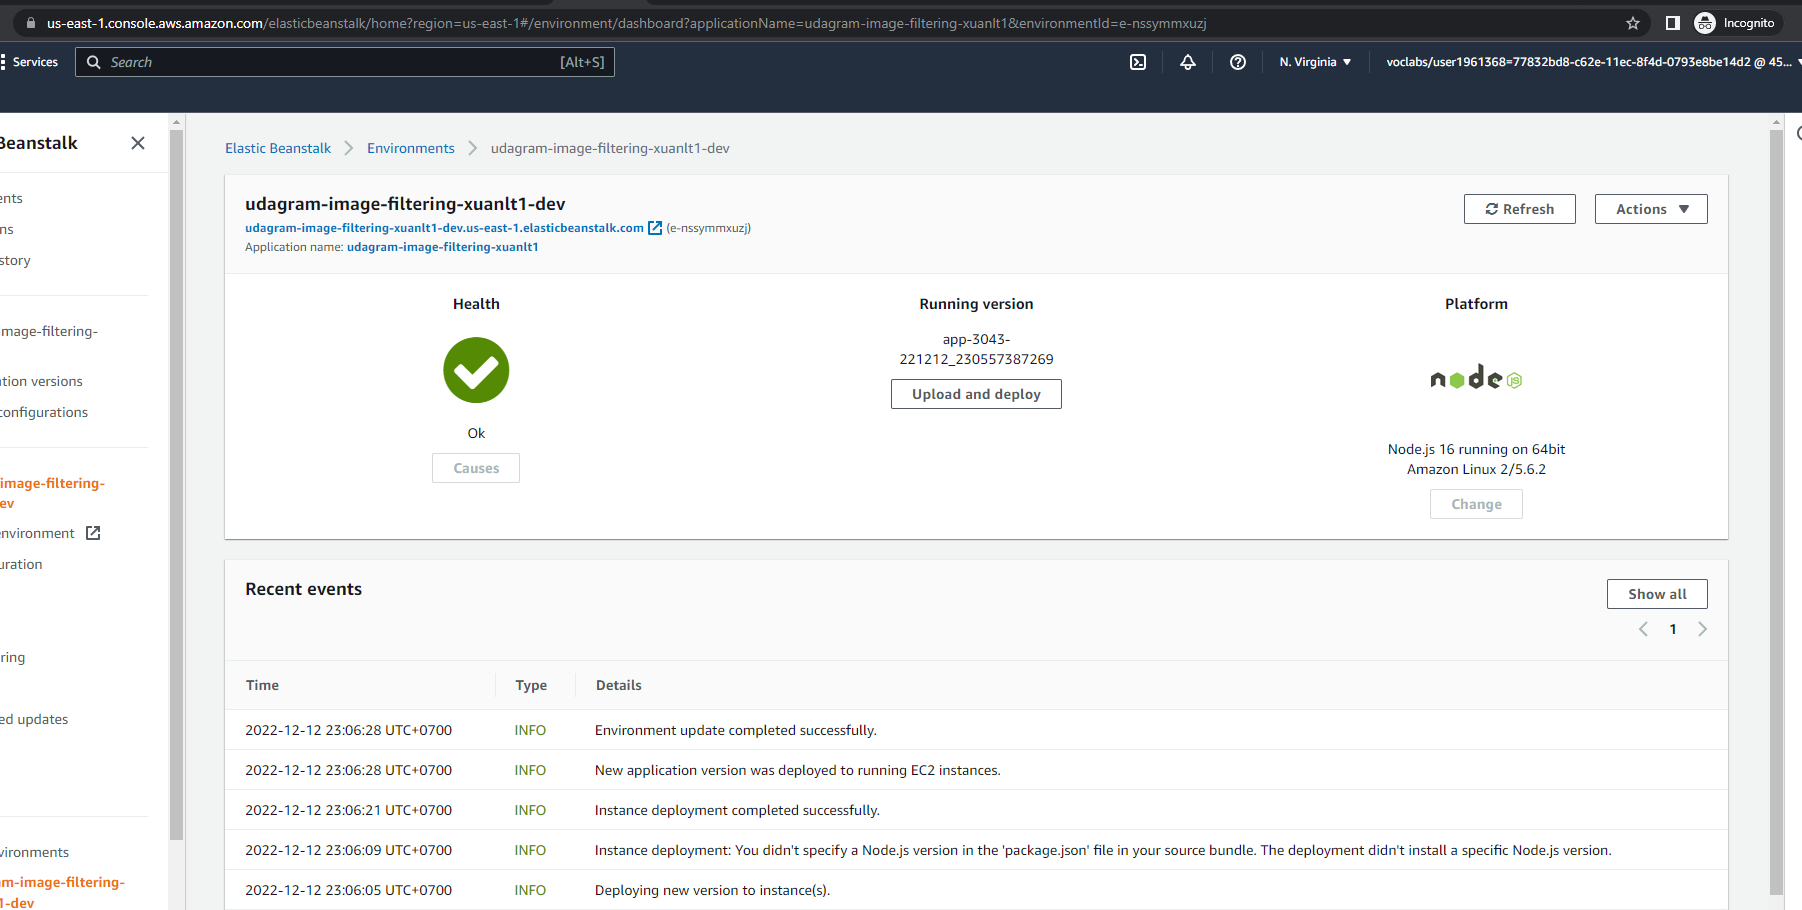 us-east-1.console.aws.amazon.com/elasticbeanstalk/home?region=us-east-1#/environment/dashboard?applicationName=udagram-image-filtering-xuanlt1&environmentId=e-nssymmxuzj
Incognito
Services
Search
[Alt+S]
N. Virginia
voclabs/user1961368=77832bd8-c62e-11ec-8f4d-0793e8be14d2 @ 45...
Beanstalk
ents
ns
story
mage-filtering-
tion versions
configurations
image-filtering-
ev
environment
uration
ring
ed updates
vironments
am-image-filtering-
1-dev
Elastic Beanstalk > Environments > udagram-image-filtering-xuanlt1-dev
udagram-image-filtering-xuanlt1-dev
udagram-image-filtering-xuanlt1-dev.us-east-1.elasticbeanstalk.com (e-nssymmxuzj)
Application name: udagram-image-filtering-xuanlt1
Refresh
Actions
Health
Ok
Causes
Running version
app-3043-
221212_230557387269
Upload and deploy
Platform
node JS
Node.js 16 running on 64bit
Amazon Linux 2/5.6.2
Change
Recent events
Show all
1
Time Type Details
2022-12-12 23:06:28 UTC+0700 INFO Environment update completed successfully.
2022-12-12 23:06:28 UTC+0700 INFO New application version was deployed to running EC2 instances.
2022-12-12 23:06:21 UTC+0700 INFO Instance deployment completed successfully.
2022-12-12 23:06:09 UTC+0700 INFO Instance deployment: You didn't specify a Node.js version in the 'package.json' file in your source bundle. The deployment didn't install a specific Node.js version.
2022-12-12 23:06:05 UTC+0700 INFO Deploying new version to instance(s).